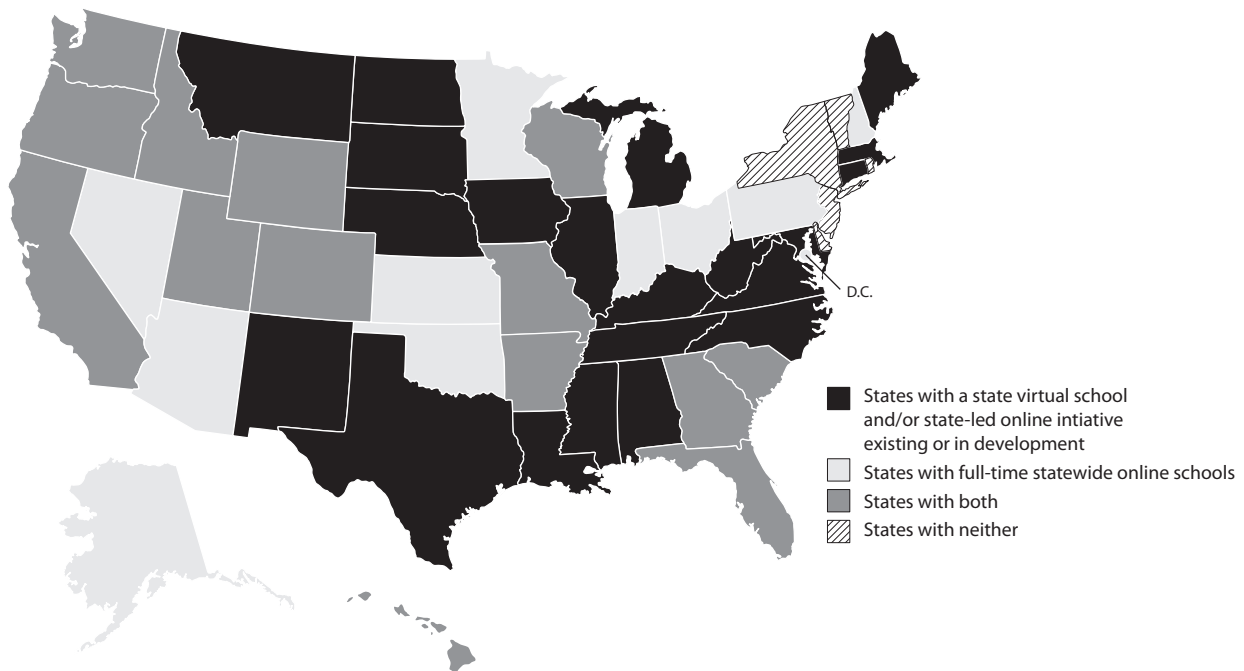 D.C.
States with a state virtual school
and/or state-led online intiative
existing or in development
States with full-time statewide online schools
States with both
States with neither